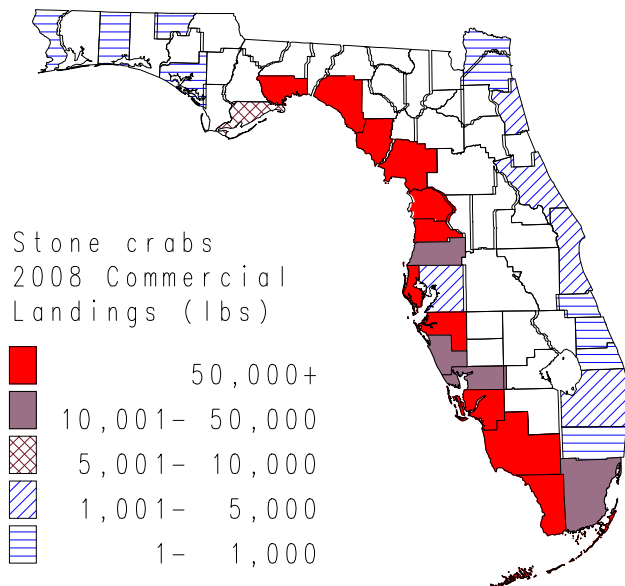 Stone crabs
2008 Commercial
Landings (lbs)
50,000+
10,001- 50,000
5,001- 10,000
1,001- 5,000
1- 1,000